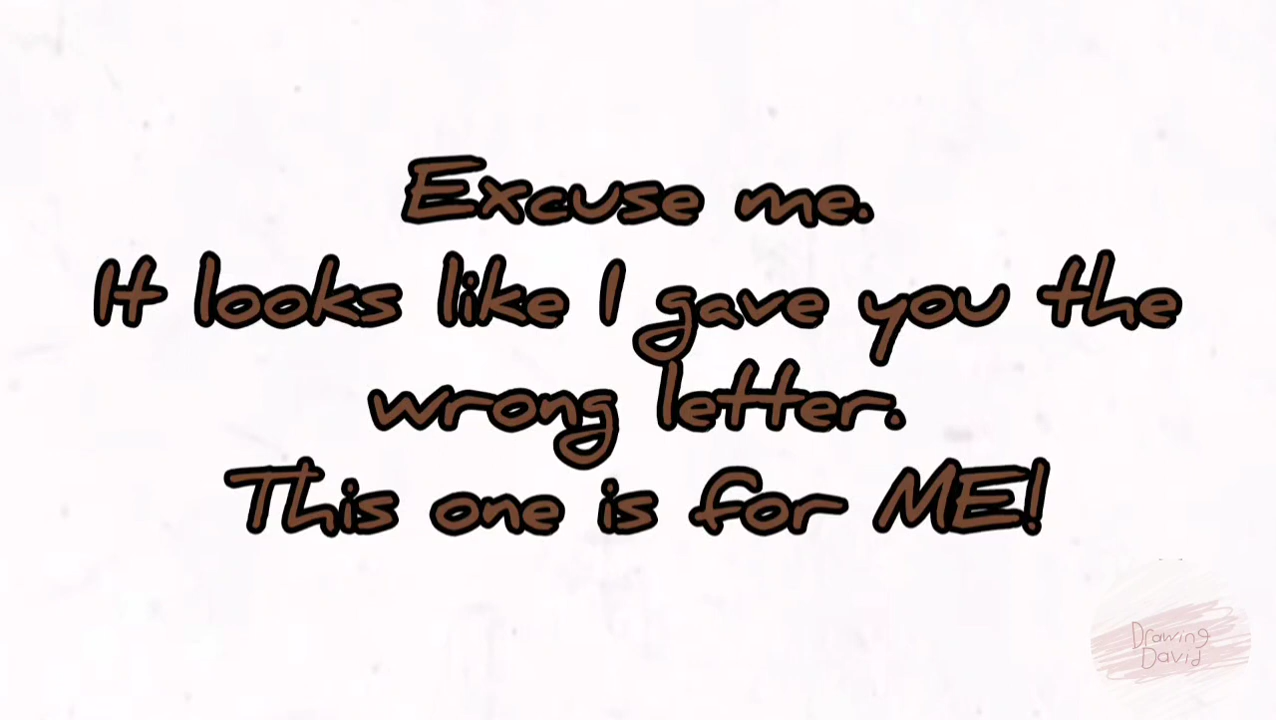 Excuse me.
It looks like I gave you the
wrong letter.
This one is for ME!
Drawing
David